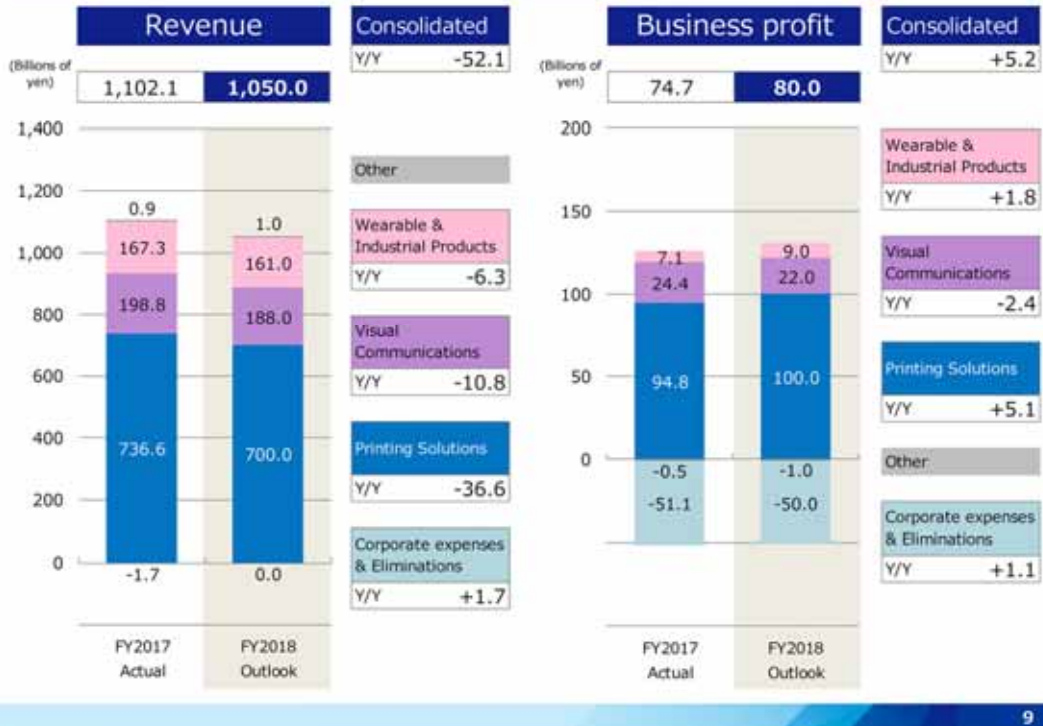 Revenue
Consolidated
Y/Y -52.1
(Billions of
yen)
1,102.1 1,050.0
1,400
1,200
1,000
800
600
400
200
0
0.9
167.3
198.8
736.6
-1.7
1.0
161.0
188.0
700.0
0.0
FY2017
Actual
FY2018
Outlook
Other
Wearable &
Industrial Products
Y/Y -6.3
Visual
Communications
Y/Y -10.8
Printing Solutions
Y/Y -36.6
Corporate expenses
& Eliminations
Y/Y +1.7
Business profit
Consolidated
Y/Y +5.2
(Billions of
yen)
74.7 80.0
200
150
100
50
0
7.1
24.4
94.8
-0.5
-51.1
9.0
22.0
100.0
-1.0
-50.0
FY2017
Actual
FY2018
Outlook
Wearable &
Industrial Products
Y/Y +1.8
Visual
Communications
Y/Y -2.4
Printing Solutions
Y/Y +5.1
Other
Corporate expenses
& Eliminations
Y/Y +1.1
9